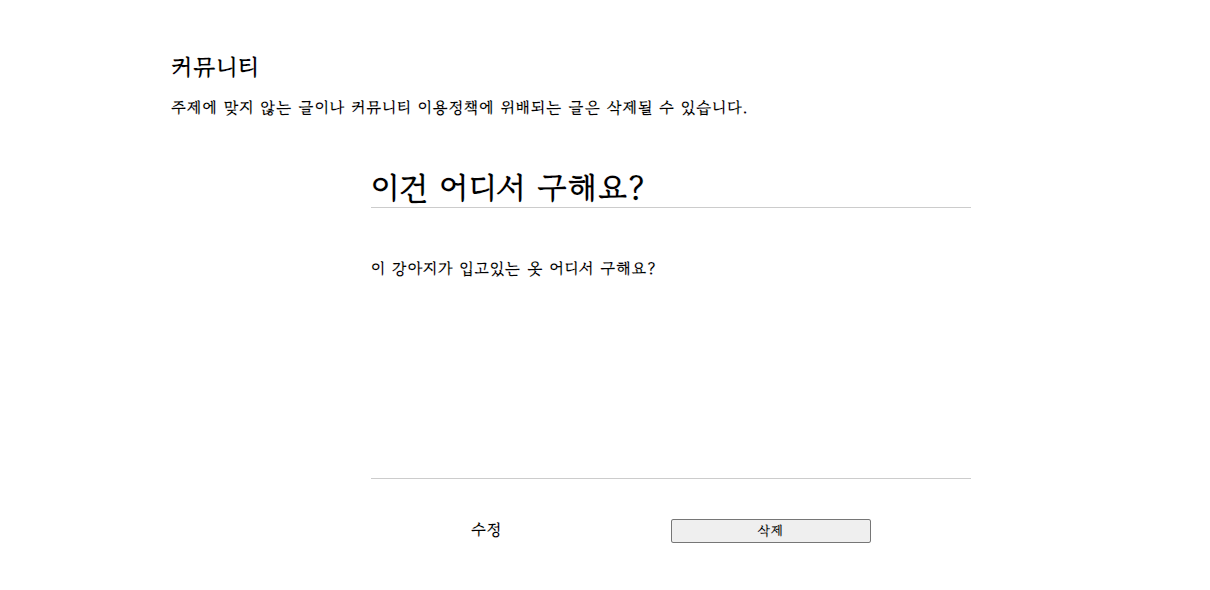 커뮤니티
주제에 맞지 않는 글이나 커뮤니티 이용정책에 위배되는 글은 삭제될 수 있습니다.
이건 어디서 구해요?
이 강아지가 입고있는 옷 어디서 구해요?
수정
삭제